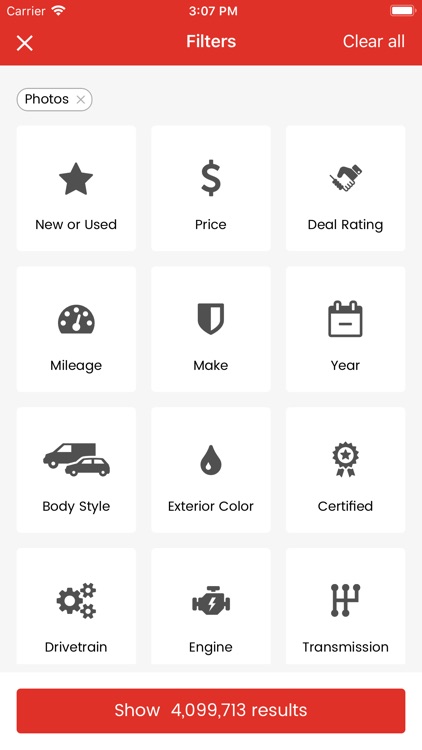 Carrier 3:07 PM
Filters Clear all
Photos
New or Used Price Deal Rating
Mileage Make Year
Body Style Exterior Color Certified
Drivetrain Engine Transmission
Show 4,099,713 results